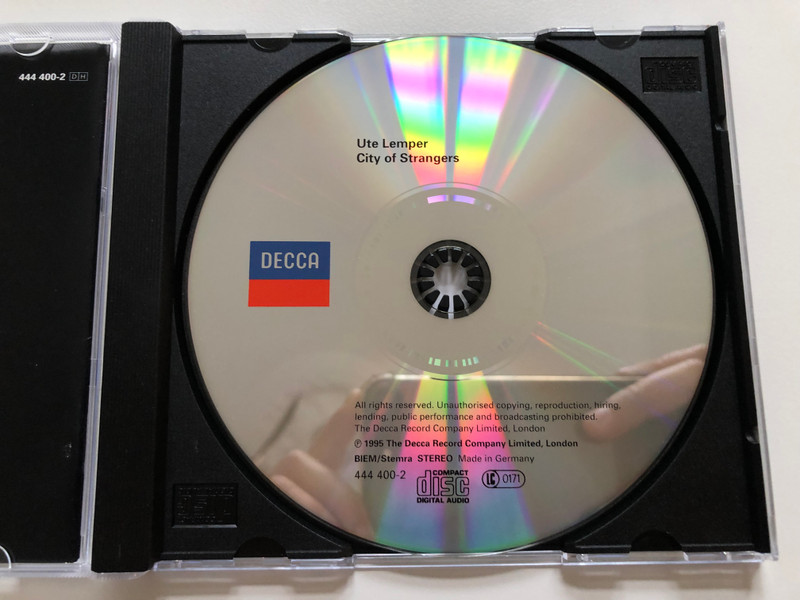 444 400-2 DH
Ute Lemper
City of Strangers
DECCA
All rights reserved. Unauthorised copying, reproduction, hiring,
lending, public performance and broadcasting prohibited.
The Decca Record Company Limited, London
℗ 1995 The Decca Record Company Limited, London
BIEM/Stemra STEREO Made in Germany
444 400-2
COMPACT
disc
DIGITAL AUDIO
LC 0171